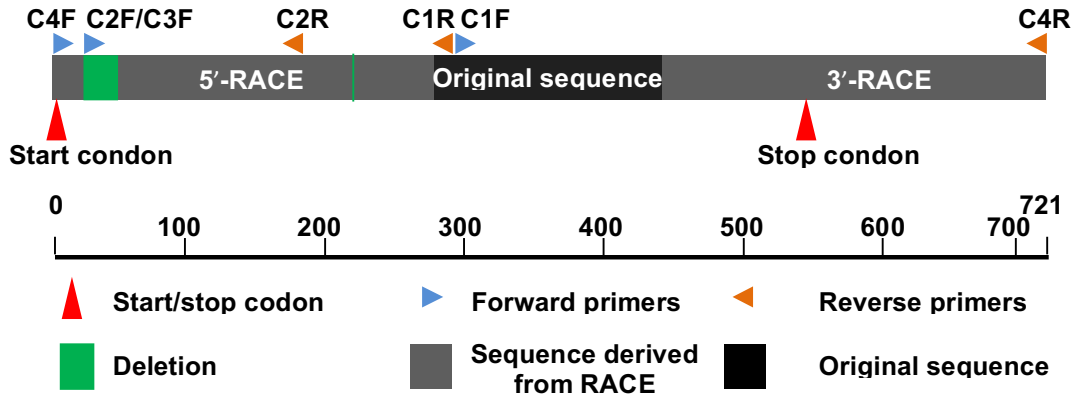 C4F C2F/C3F C2R C1R C1F C4R
5′-RACE Original sequence 3′-RACE
Start condon Stop condon
0 721
100 200 300 400 500 600 700
Start/stop codon Forward primers Reverse primers
Deletion Sequence derived from RACE Original sequence